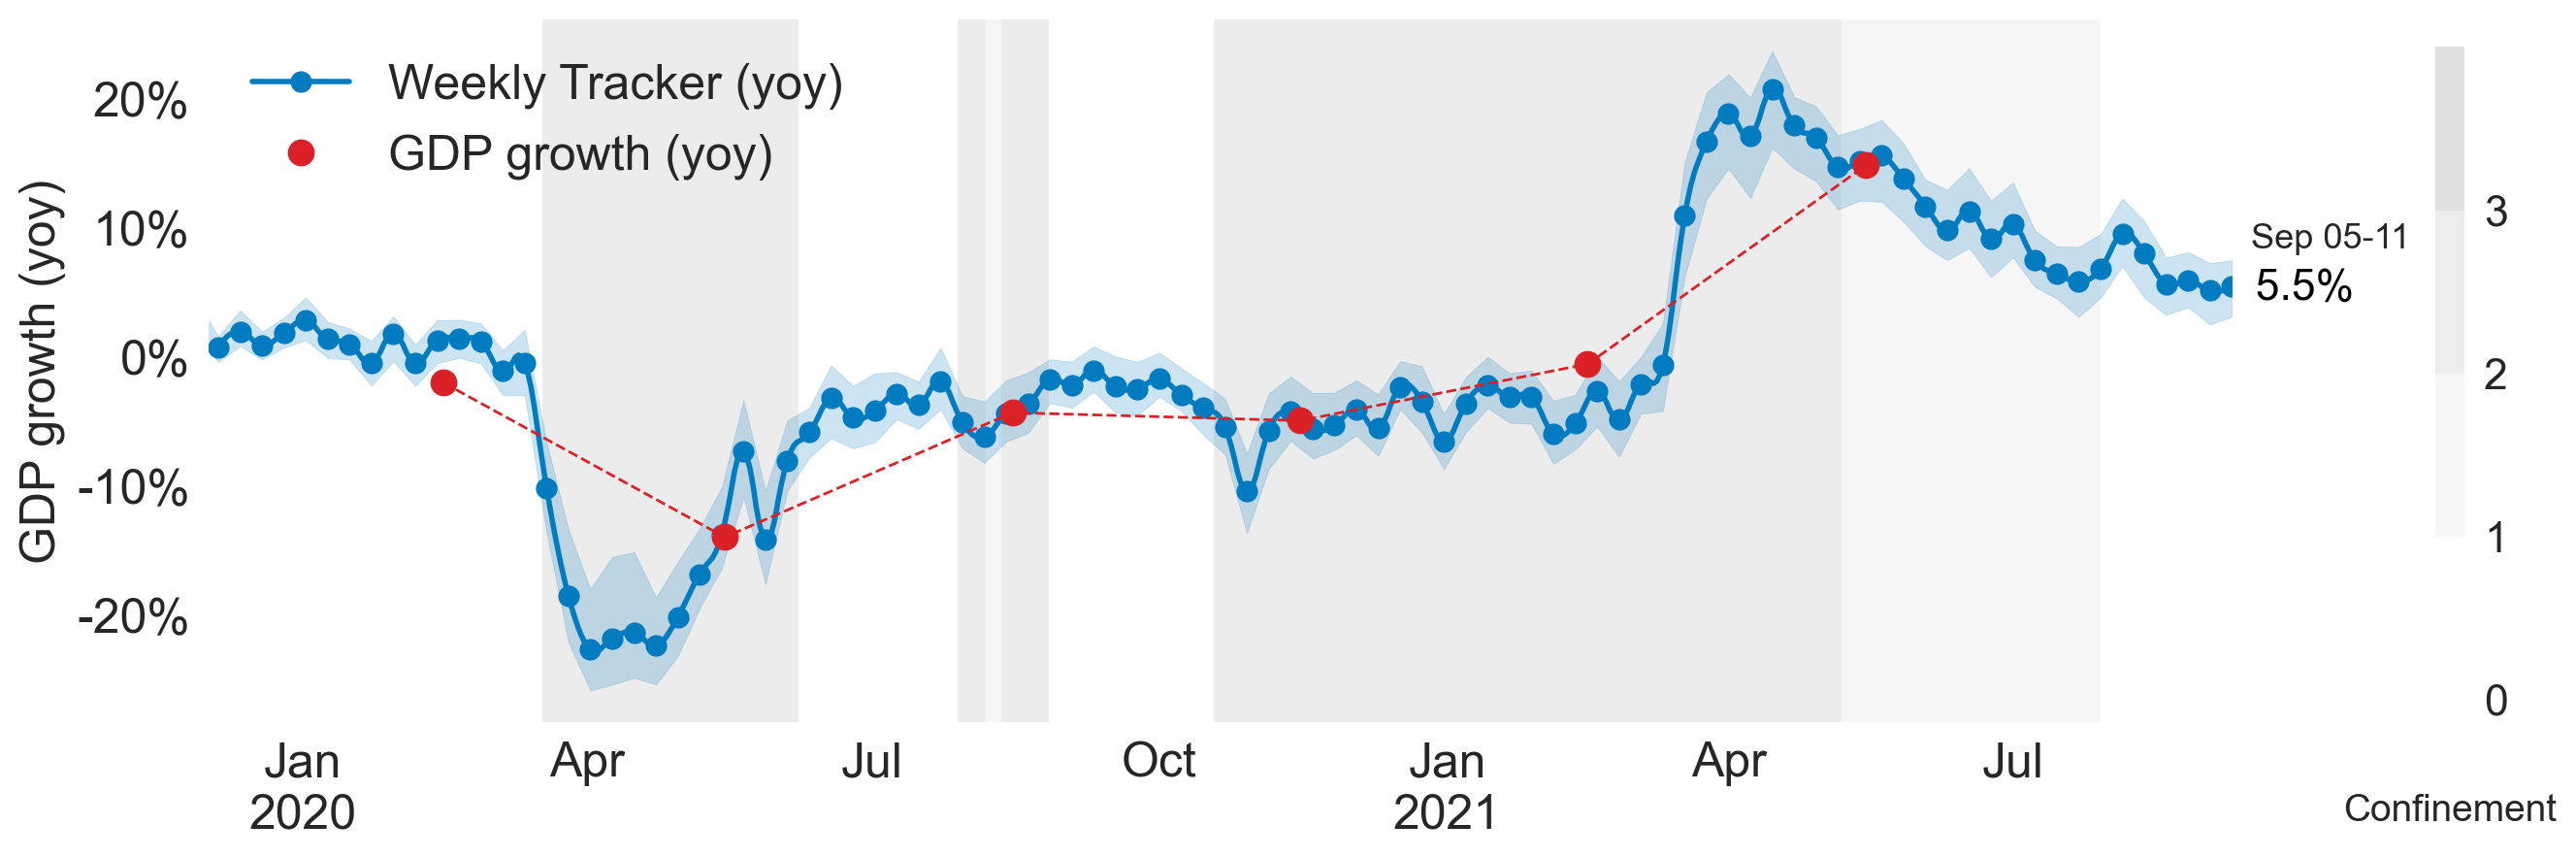 Weekly Tracker (yoy)
GDP growth (yoy)
GDP growth (yoy)
20%
10%
0%
-10%
-20%
Jan
2020
Apr
Jul
Oct
Jan
2021
Apr
Jul
Sep 05-11
5.5%
3
2
1
0
Confinement